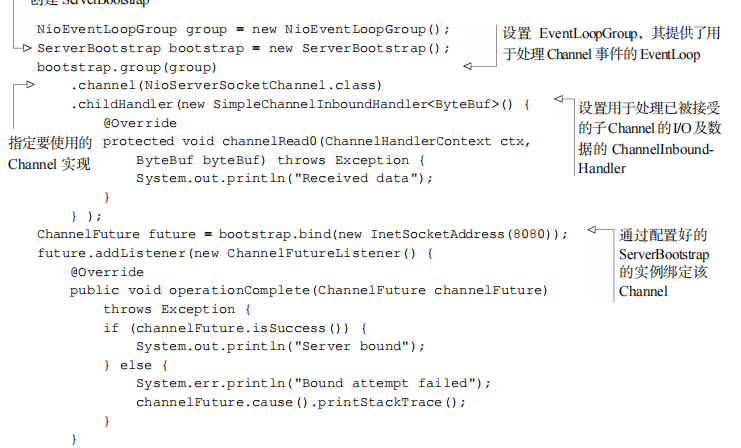 创建 ServerBootstrap
NioEventLoopGroup group = new NioEventLoopGroup();
ServerBootstrap bootstrap = new ServerBootstrap();
bootstrap.group(group)
.channel(NioServerSocketChannel.class)
.childHandler(new SimpleChannelInboundHandler<ByteBuf>() {
@Override
protected void channelRead0(ChannelHandlerContext ctx,
ByteBuf byteBuf) throws Exception {
System.out.println("Received data");
}
} );
ChannelFuture future = bootstrap.bind(new InetSocketAddress(8080));
future.addListener(new ChannelFutureListener() {
@Override
public void operationComplete(ChannelFuture channelFuture)
throws Exception {
if (channelFuture.isSuccess()) {
System.out.println("Server bound");
} else {
System.err.println("Bound attempt failed");
channelFuture.cause().printStackTrace();
}
}
设置 EventLoopGroup，其提供了用
于处理 Channel 事件的 EventLoop
指定要使用的
Channel 实现
设置用于处理已被接受
的子 Channel 的 I/O 及数
据的 ChannelInbound-
Handler
通过配置好的
ServerBootstrap
的实例绑定该
Channel